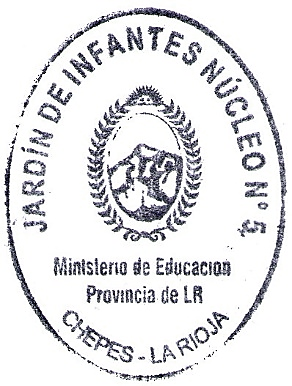 JARDÍN DE INFANTES NÚCLEO Nº 5
Ministerio de Educacion
Provincia de LR
CHEPES - LA RIOJA